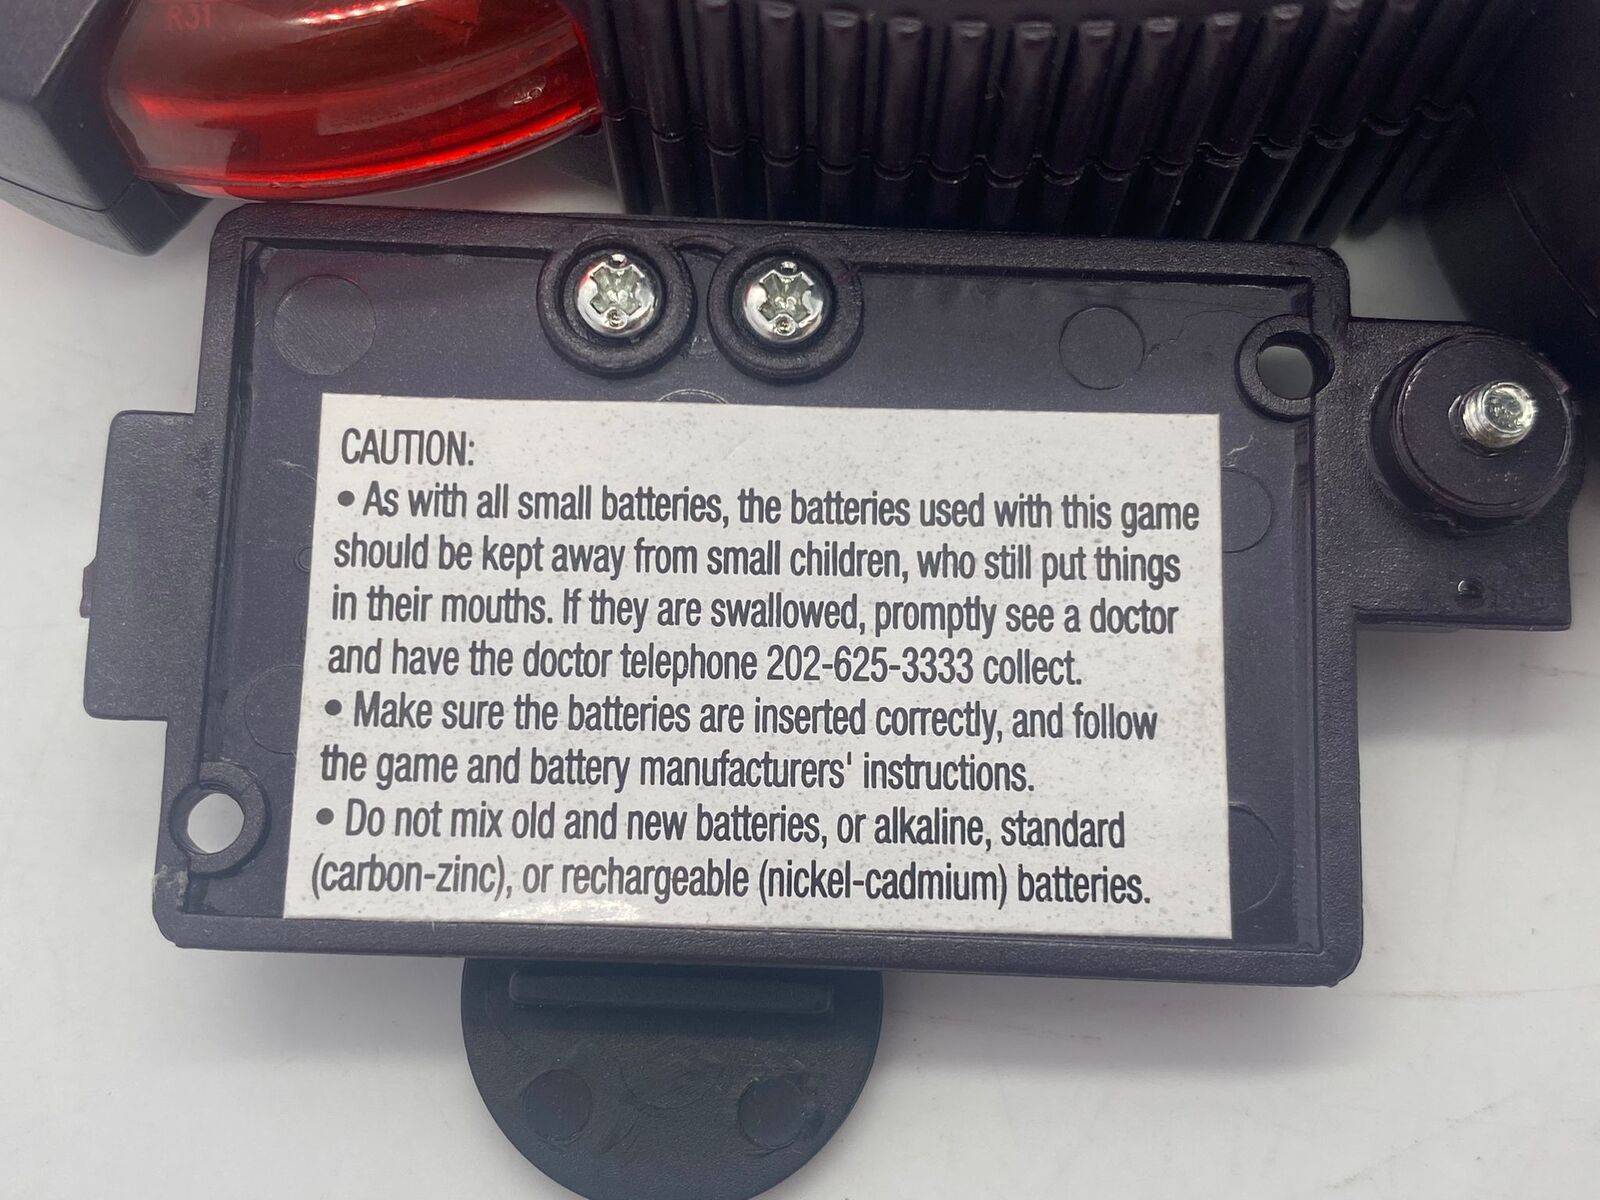 R31
CAUTION:
• As with all small batteries, the batteries used with this game
should be kept away from small children, who still put things
in their mouths. If they are swallowed, promptly see a doctor
and have the doctor telephone 202-625-3333 collect.
• Make sure the batteries are inserted correctly, and follow
the game and battery manufacturers' instructions.
• Do not mix old and new batteries, or alkaline, standard
(carbon-zinc), or rechargeable (nickel-cadmium) batteries.